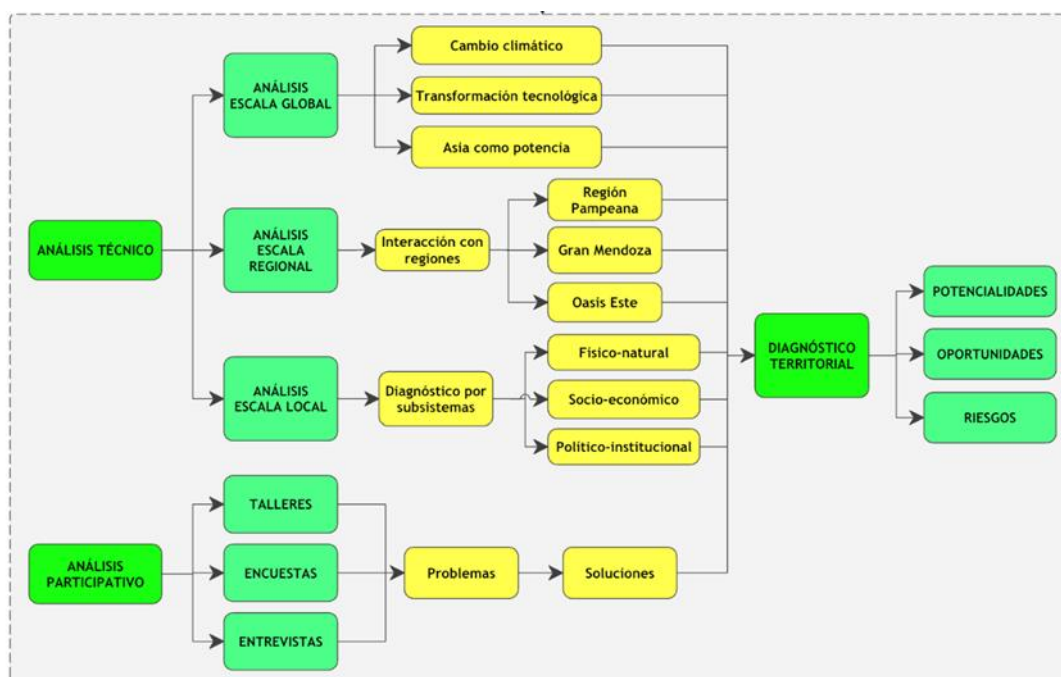 Cambio climático
ANÁLISIS
ESCALA GLOBAL
Transformación tecnológica
Asia como potencia
Región
Pampeana
ANÁLISIS TÉCNICO
ANÁLISIS
ESCALA
REGIONAL
Interacción con
regiones
Gran Mendoza
Oasis Este
ANÁLISIS
ESCALA LOCAL
Diagnóstico por
subsistemas
Físico-natural
Socio-económico
Político-institucional
TALLERES
ANÁLISIS
PARTICIPATIVO
ENCUESTAS
ENTREVISTAS
Problemas
Soluciones
DIAGNÓSTICO
TERRITORIAL
POTENCIALIDADES
OPORTUNIDADES
RIESGOS